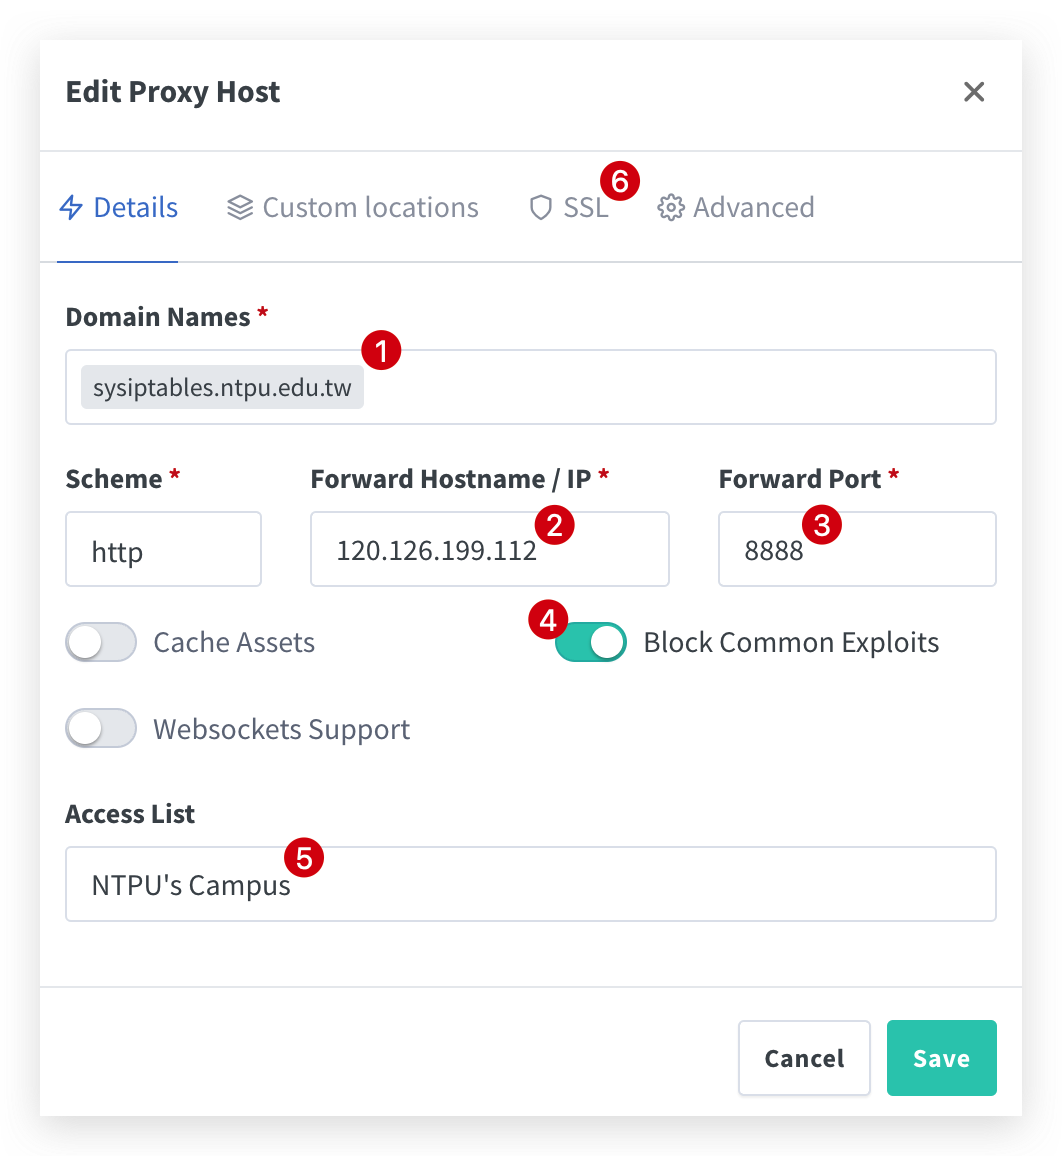 Edit Proxy Host
Details Custom locations SSL 6 Advanced
Domain Names *
1
sysiptables.ntpu.edu.tw
Scheme * Forward Hostname / IP * Forward Port *
http 120.126.199.112 2 8888 3
Cache Assets 4 Block Common Exploits
Websockets Support
Access List
NTPU's Campus 5
Cancel Save